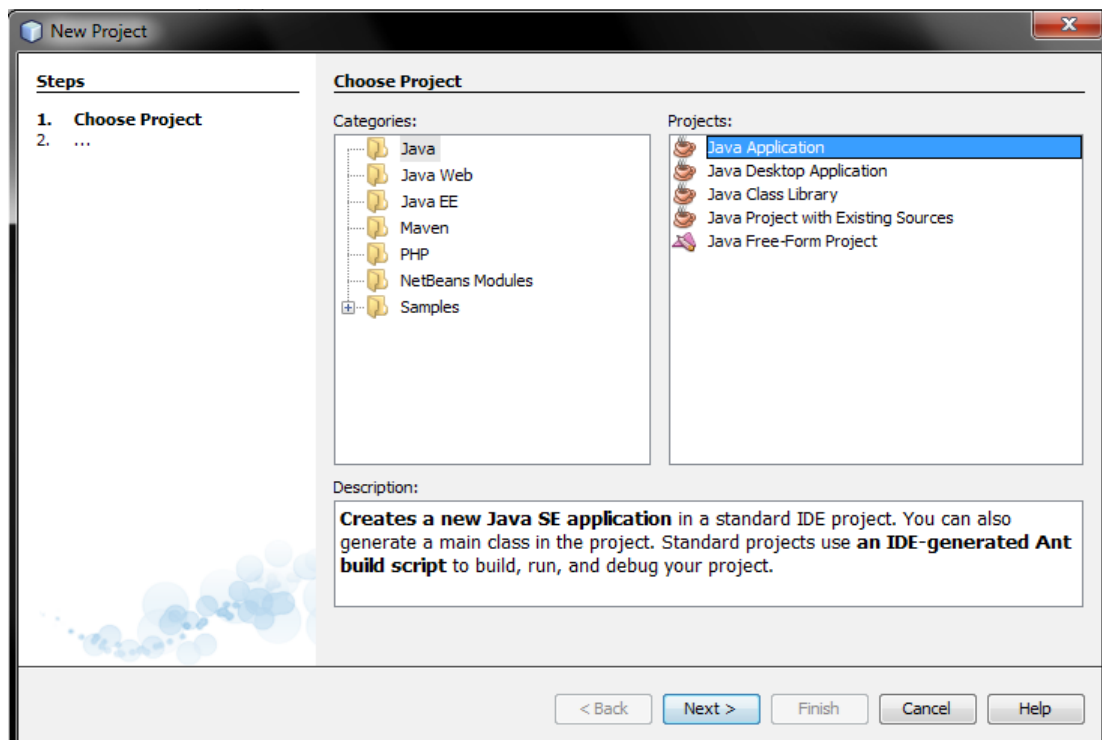 New Project
Steps
1. Choose Project
2. ...
Choose Project
Categories:
Java
Java Web
Java EE
Maven
PHP
NetBeans Modules
Samples
Projects:
Java Application
Java Desktop Application
Java Class Library
Java Project with Existing Sources
Java Free-Form Project
Description:
Creates a new Java SE application in a standard IDE project. You can also
generate a main class in the project. Standard projects use an IDE-generated Ant
build script to build, run, and debug your project.
< Back
Next >
Finish
Cancel
Help